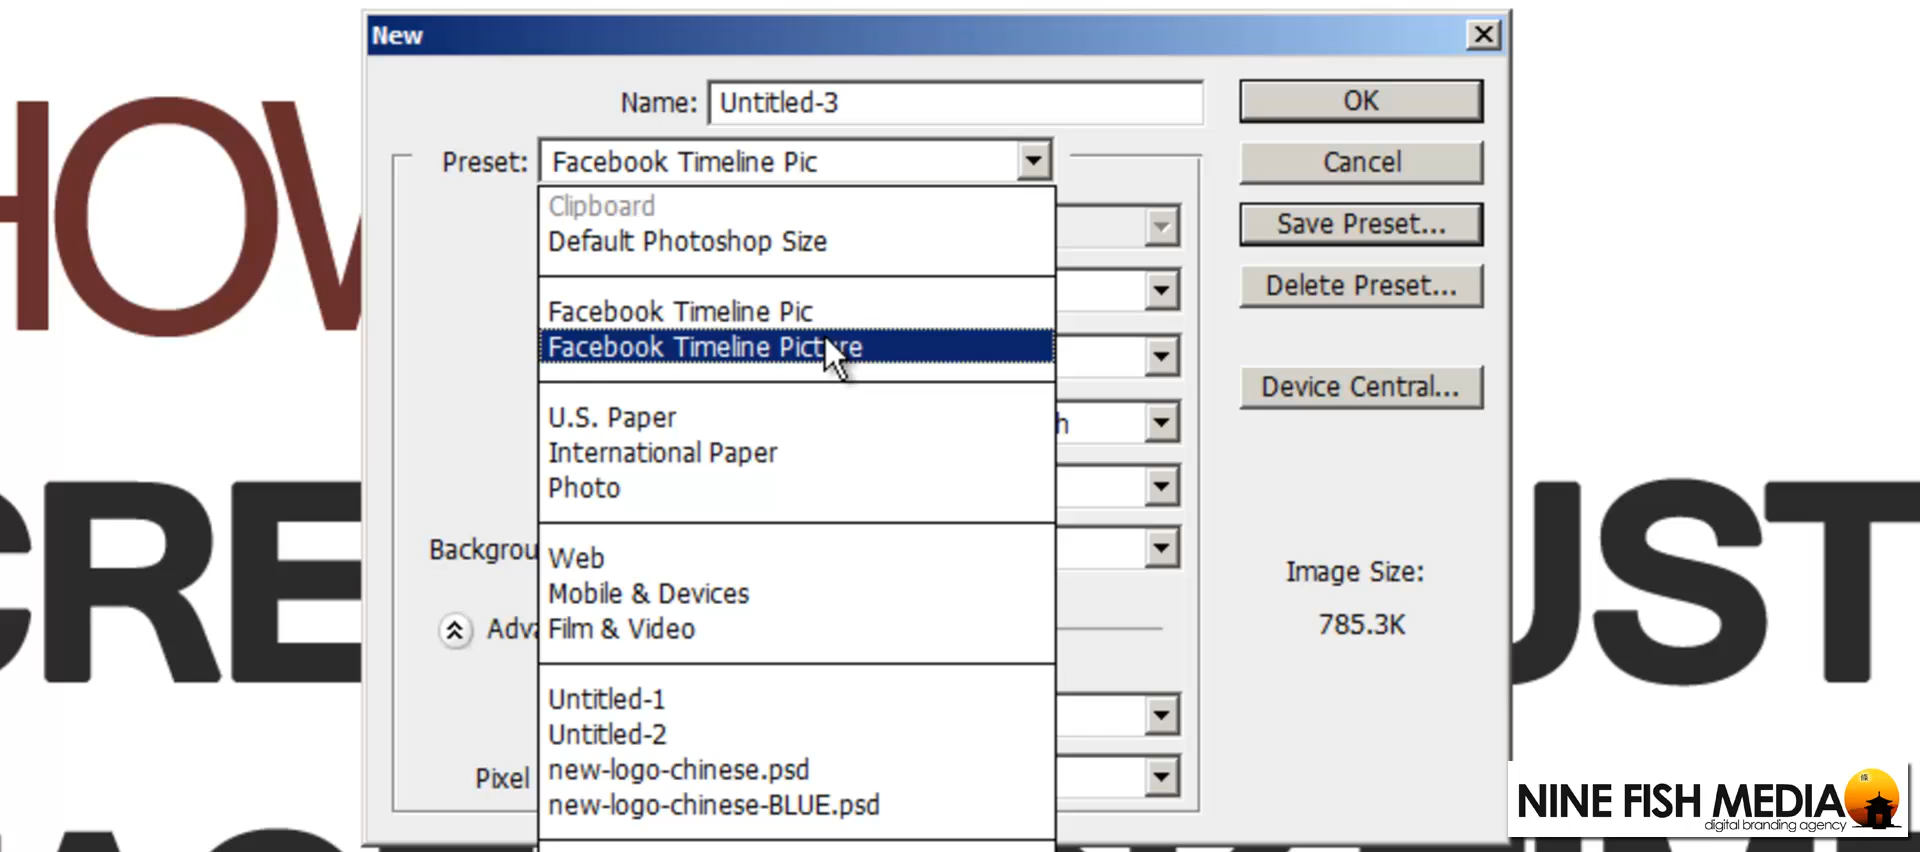 New
Name: Untitled-3
OK
Preset: Facebook Timeline Pic
Cancel
Clipboard
Default Photoshop Size
Save Preset...
Delete Preset...
Facebook Timeline Pic
Facebook Timeline Picture
Device Central...
U.S. Paper
International Paper
Photo
Web
Mobile & Devices
Film & Video
Image Size:
785.3K
Untitled-1
Untitled-2
new-logo-chinese.psd
new-logo-chinese-BLUE.psd
Pixel
HOW
CRE
UST
NINE FISH MEDIA
digital branding agency